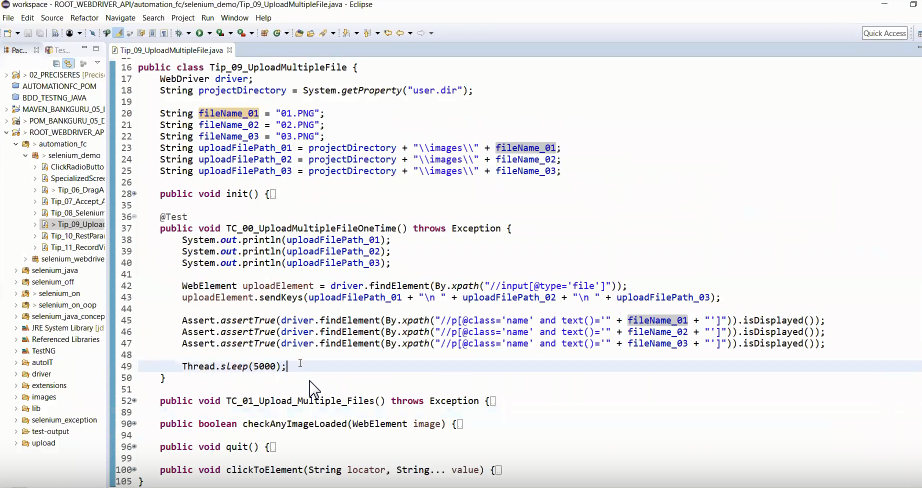 workspace - ROOT_WEBDRIVER_API/automation_fc/selenium_demo/Tip_09_UploadMultipleFile.java - Eclipse
File Edit Source Refactor Navigate Search Project Run Window Help
Quick Access
Pac...
Tes...
Tip_09_UploadMultipleFile.java
> 02_PRECISERES [Precise
AUTOMATIONFC_POM
BDD_TESTNG_JAVA
MAVEN_BANKGURU_05_I
> POM_BANKGURU_05_D
> ROOT_WEBDRIVER_AP
> automation_fc
> selenium_demo
ClickRadioButto
SpecializedScree
> Tip_06_DragA
Tip_07_Accept_A
Tip_08_Selenium
> Tip_09_Uploa
Tip_10_RestPara
Tip_11_RecordVi
selenium_webdrive
selenium_java
selenium_off
> selenium_on
> selenium_on_oop
selenium_java_concep
JRE System Library [jd
Referenced Libraries
TestNG
autoIT
driver
extensions
images
lib
selenium_exception
test-output
upload
16 public class Tip_09_UploadMultipleFile {
17 WebDriver driver;
18 String projectDirectory = System.getProperty("user.dir");
19
20 String fileName_01 = "01.PNG";
21 String fileName_02 = "02.PNG";
22 String fileName_03 = "03.PNG";
23 String uploadFilePath_01 = projectDirectory + "\\images\\" + fileName_01;
24 String uploadFilePath_02 = projectDirectory + "\\images\\" + fileName_02;
25 String uploadFilePath_03 = projectDirectory + "\\images\\" + fileName_03;
26
28 public void init() {
35
36 @Test
37 public void TC_00_UploadMultipleFileOneTime() throws Exception {
38 System.out.println(uploadFilePath_01);
39 System.out.println(uploadFilePath_02);
40 System.out.println(uploadFilePath_03);
41
42 WebElement uploadElement = driver.findElement(By.xpath("//input[@type='file']"));
43 uploadElement.sendKeys(uploadFilePath_01 + "\n " + uploadFilePath_02 + "\n " + uploadFilePath_03);
44
45 Assert.assertTrue(driver.findElement(By.xpath("//p[@class='name' and text()='" + fileName_01 + "']")).isDisplayed());
46 Assert.assertTrue(driver.findElement(By.xpath("//p[@class='name' and text()='" + fileName_02 + "']")).isDisplayed());
47 Assert.assertTrue(driver.findElement(By.xpath("//p[@class='name' and text()='" + fileName_03 + "']")).isDisplayed());
48
49 Thread.sleep(5000);
50 }
51
52 public void TC_01_Upload_Multiple_Files() throws Exception {
89
90 public boolean checkAnyImageLoaded(WebElement image) {
95
96 public void quit() {
99
100 public void clickToElement(String locator, String... value) {
105 }